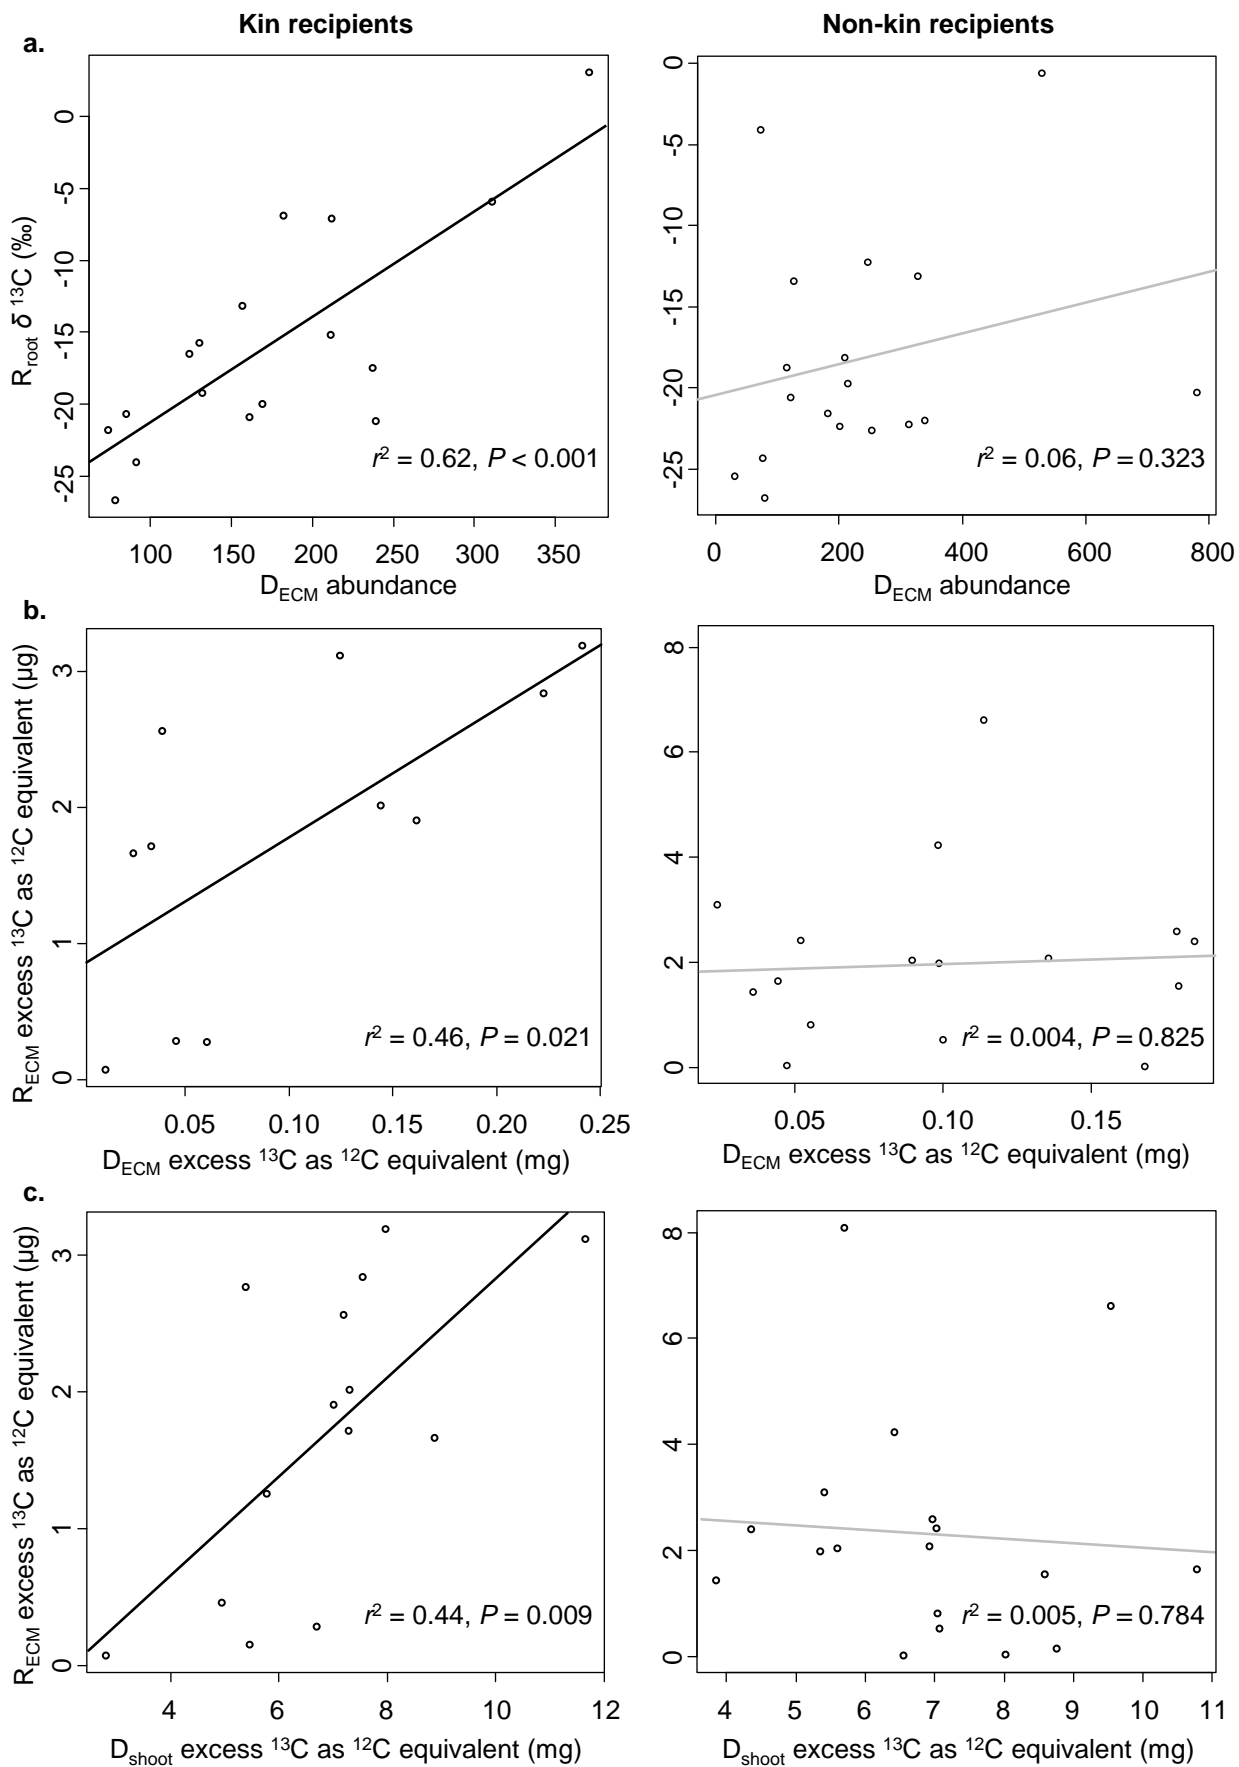 Kin recipients
Non-kin recipients
a.
R_root δ ¹³C (‰)
0
-5
-10
-15
-20
-25
r² = 0.62, P < 0.001
100 150 200 250 300 350
D_ECM abundance
0
-5
-10
-15
-20
-25
r² = 0.06, P = 0.323
0 200 400 600 800
D_ECM abundance
b.
R_ECM excess ¹³C as ¹²C equivalent (µg)
3
2
1
0
r² = 0.46, P = 0.021
0.05 0.10 0.15 0.20 0.25
D_ECM excess ¹³C as ¹²C equivalent (mg)
8
6
4
2
0
r² = 0.004, P = 0.825
0.05 0.10 0.15
D_ECM excess ¹³C as ¹²C equivalent (mg)
c.
R_ECM excess ¹³C as ¹²C equivalent (µg)
3
2
1
0
r² = 0.44, P = 0.009
4 6 8 10 12
D_shoot excess ¹³C as ¹²C equivalent (mg)
8
6
4
2
0
r² = 0.005, P = 0.784
4 5 6 7 8 9 10 11
D_shoot excess ¹³C as ¹²C equivalent (mg)